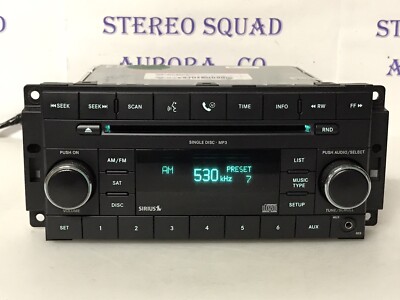 STEREO SQUAD
AURORA CO
SEEK SEEK SCAN TIME INFO RW FF
SINGLE DISC · MP3
RND
PUSH ON AM/FM LIST PUSH AUDIO/SELECT
AM 530 kHz PRESET 7
SAT MUSIC TYPE
DISC SIRIUS SETUP
VOLUME
SET 1 2 3 4 5 6 AUX